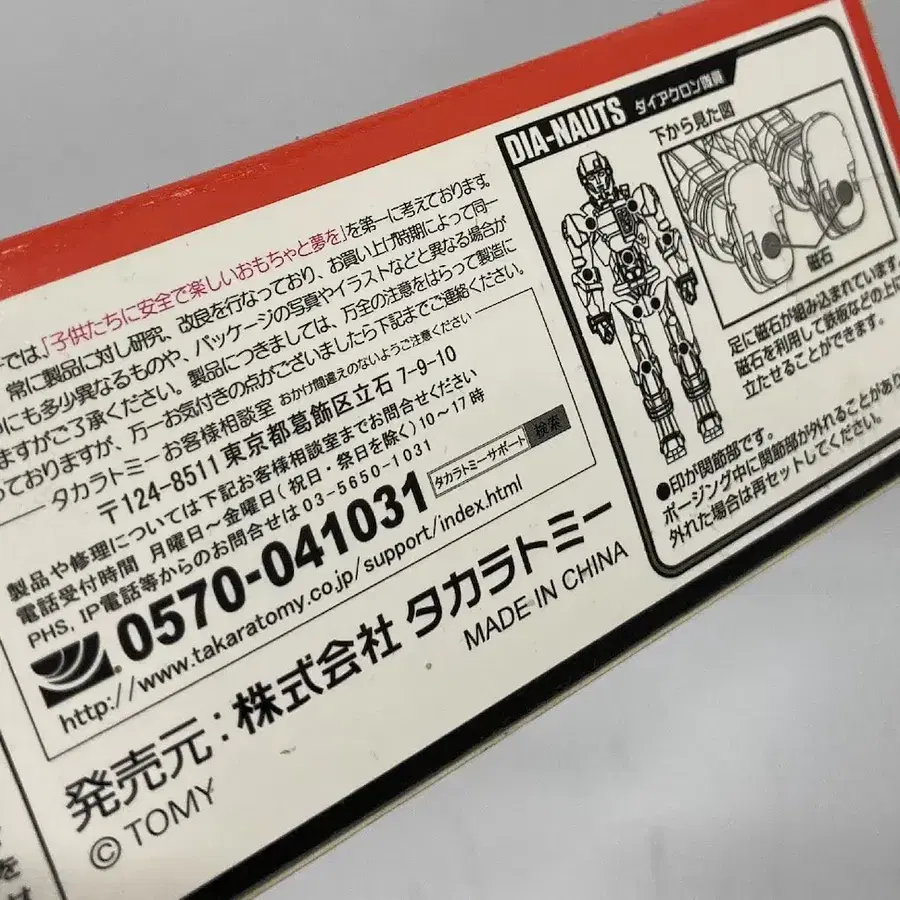 では、「子供たちに安全で楽しいおもちゃと夢を」を第一に考えております。
常に製品に対し研究、改良を行なっており、お買い上げ時期によって同一
にも多少異なるものや、パッケージの写真やイラストなどと異なる場合が
ますがご了承ください。製品につきましては、万全の注意をはらって製造に
っておりますが、万一お気付きの点がございましたら下記までご連絡ください。
タカラトミーお客様相談室 おかけ間違えのないようご注意ください
〒124-8511 東京都葛飾区立石 7-9-10
製品や修理については下記お客様相談室までお問合せください
電話受付時間 月曜日〜金曜日(祝日・祭日を除く)10〜17時
PHS, IP電話等からのお問合せは03-5650-1031
0570-041031
タカラトミーサポート 検索
http://www.takaratomy.co.jp/support/index.html
発売元:株式会社 タカラトミー
© TOMY
MADE IN CHINA
DIA-NAUTS ダイアクロン隊員
下から見た図
磁石
足に磁石が組み込まれています。
磁石を利用して鉄板などの上に
立たせることができます。
●印が関節部です。
ポージング中に関節部が外れることがあり
外れた場合は再セットしてください。
を